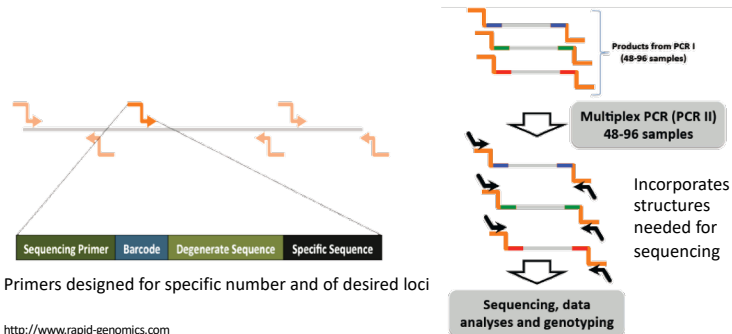 Sequencing Primer Barcode Degenerate Sequence Specific Sequence
Primers designed for specific number and of desired loci
http://www.rapid-genomics.com
Products from PCR I
(48-96 samples)
Multiplex PCR (PCR II)
48-96 samples
Incorporates
structures
needed for
sequencing
Sequencing, data
analyses and genotyping